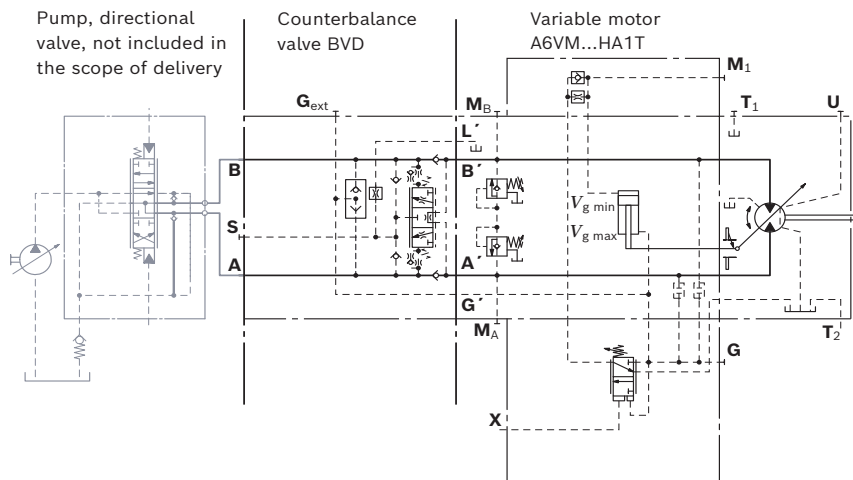 Pump, directional
valve, not included in
the scope of delivery
Counterbalance
valve BVD
Variable motor
A6VM...HA1T
M1
Gext
MB
T1
U
L´
B
B´
Vg min
S
Vg max
A
A´
G´
MA
T2
G
X